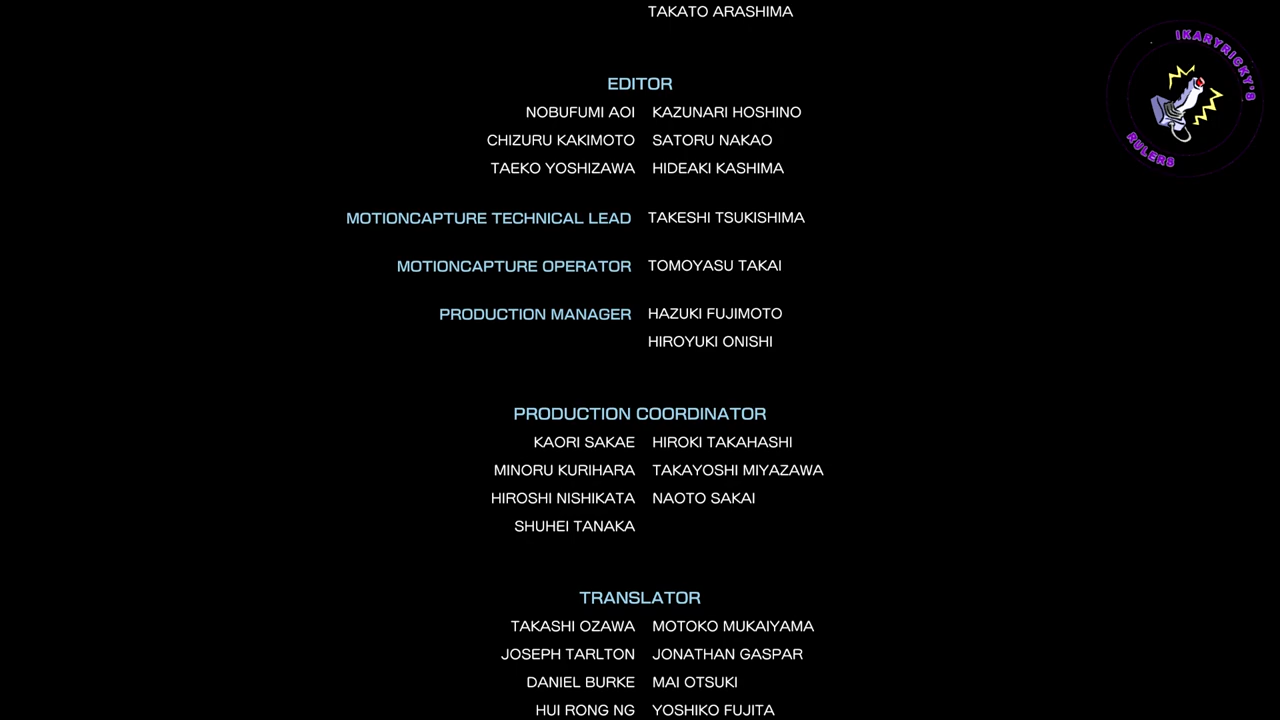 TAKATO ARASHIMA
IKARYRICKY'S
RULERS
EDITOR
NOBUFUMI AOI KAZUNARI HOSHINO
CHIZURU KAKIMOTO SATORU NAKAO
TAEKO YOSHIZAWA HIDEAKI KASHIMA
MOTIONCAPTURE TECHNICAL LEAD TAKESHI TSUKISHIMA
MOTIONCAPTURE OPERATOR TOMOYASU TAKAI
PRODUCTION MANAGER HAZUKI FUJIMOTO
HIROYUKI ONISHI
PRODUCTION COORDINATOR
KAORI SAKAE HIROKI TAKAHASHI
MINORU KURIHARA TAKAYOSHI MIYAZAWA
HIROSHI NISHIKATA NAOTO SAKAI
SHUHEI TANAKA
TRANSLATOR
TAKASHI OZAWA MOTOKO MUKAIYAMA
JOSEPH TARLTON JONATHAN GASPAR
DANIEL BURKE MAI OTSUKI
HUI RONG NG YOSHIKO FUJITA